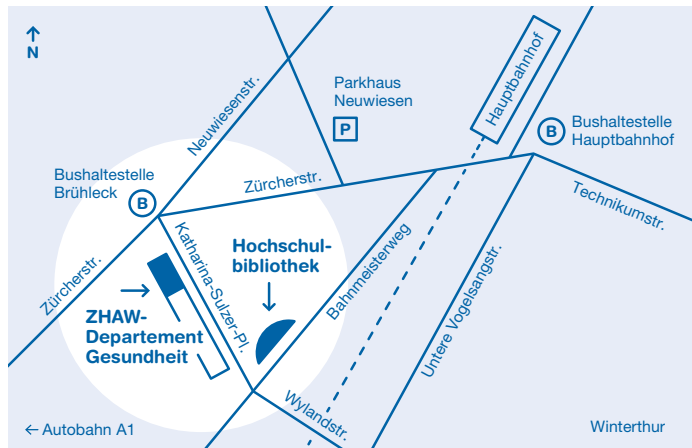 N
Neuwiesenstr.
Parkhaus
Neuwiesen
P
Hauptbahnhof
B
Bushaltestelle
Hauptbahnhof
Bushaltestelle
Brühleck
B
Zürcherstr.
Technikumstr.
Zürcherstr.
Katharina-Sulzer-Pl.
Hochschul-
bibliothek
Bahnmeisterweg
Untere Vogelsangstr.
ZHAW-
Departement
Gesundheit
Wylandstr.
← Autobahn A1
Winterthur